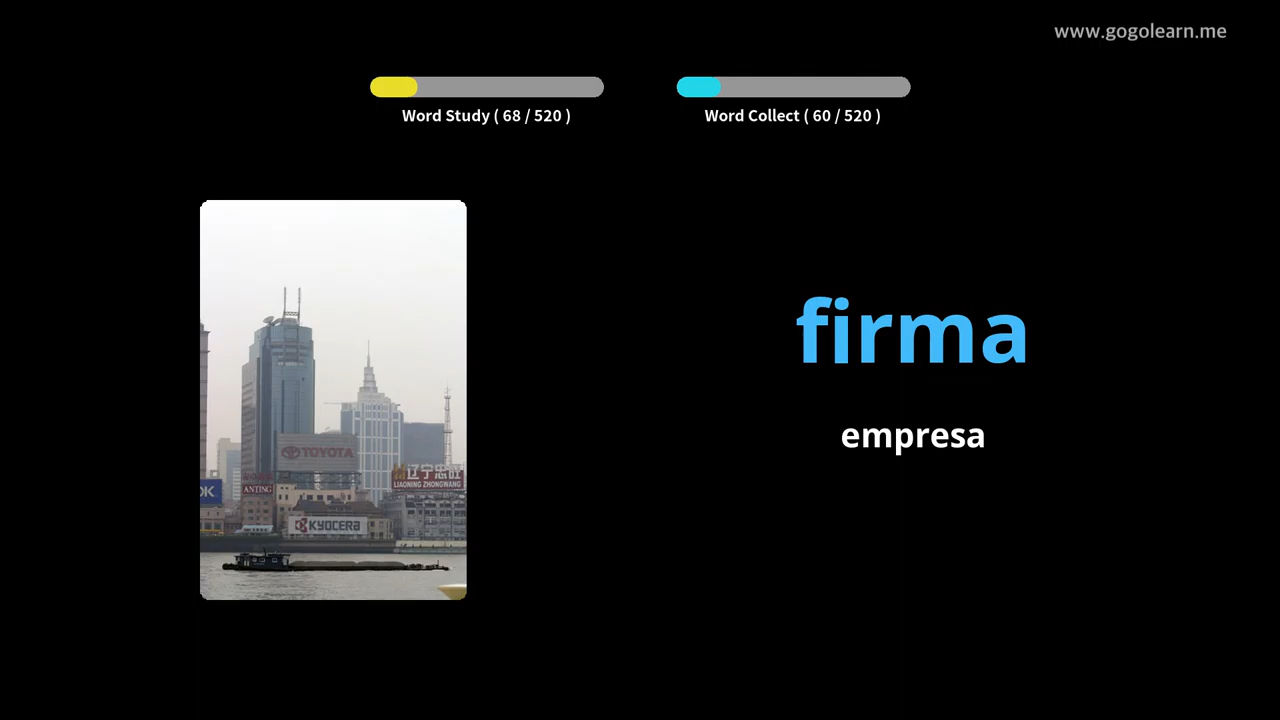 www.gogolearn.me
Word Study ( 68 / 520 )
Word Collect ( 60 / 520 )
firma
empresa
TOYOTA
辽宁忠旺
LIAONING ZHONGWANG
OK
ANTING
KYOCERA